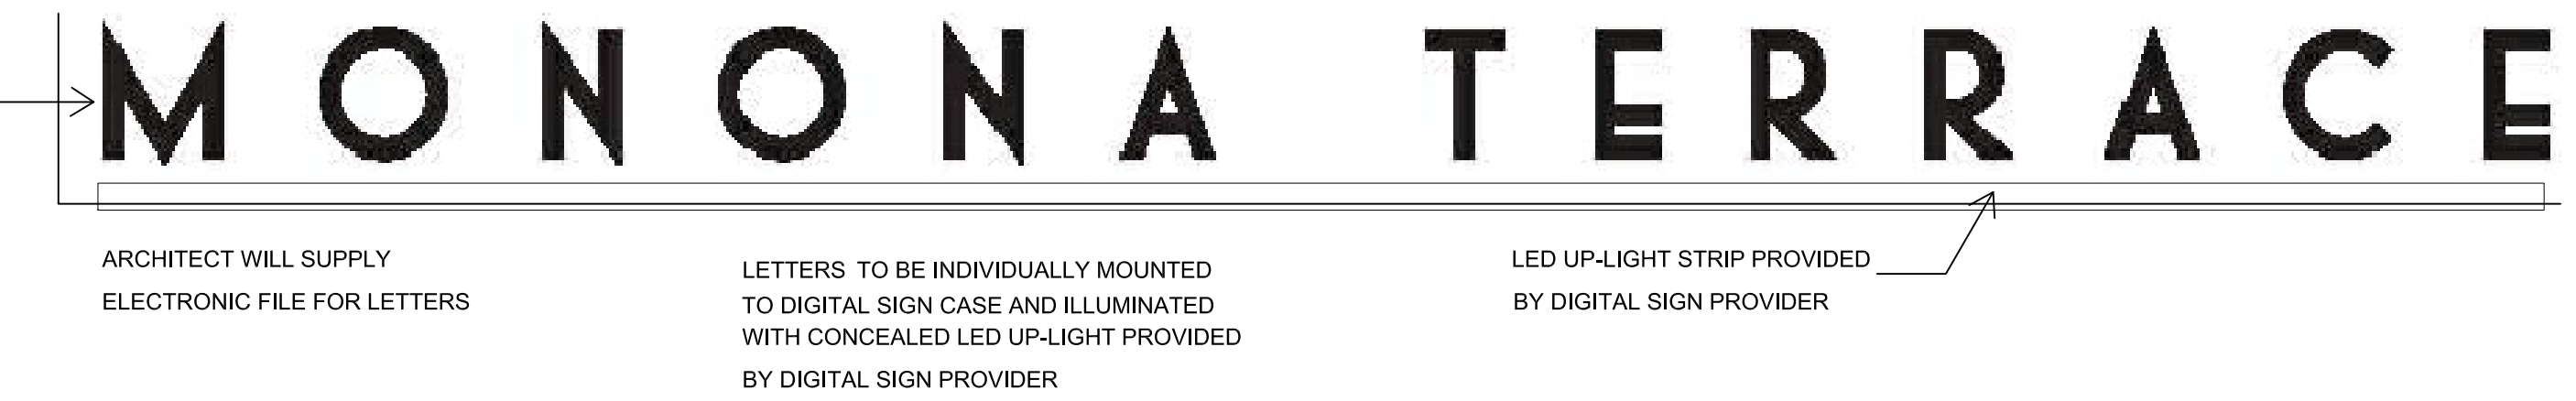 MONONA TERRACE
ARCHITECT WILL SUPPLY
ELECTRONIC FILE FOR LETTERS
LETTERS TO BE INDIVIDUALLY MOUNTED
TO DIGITAL SIGN CASE AND ILLUMINATED
WITH CONCEALED LED UP-LIGHT PROVIDED
BY DIGITAL SIGN PROVIDER
LED UP-LIGHT STRIP PROVIDED
BY DIGITAL SIGN PROVIDER